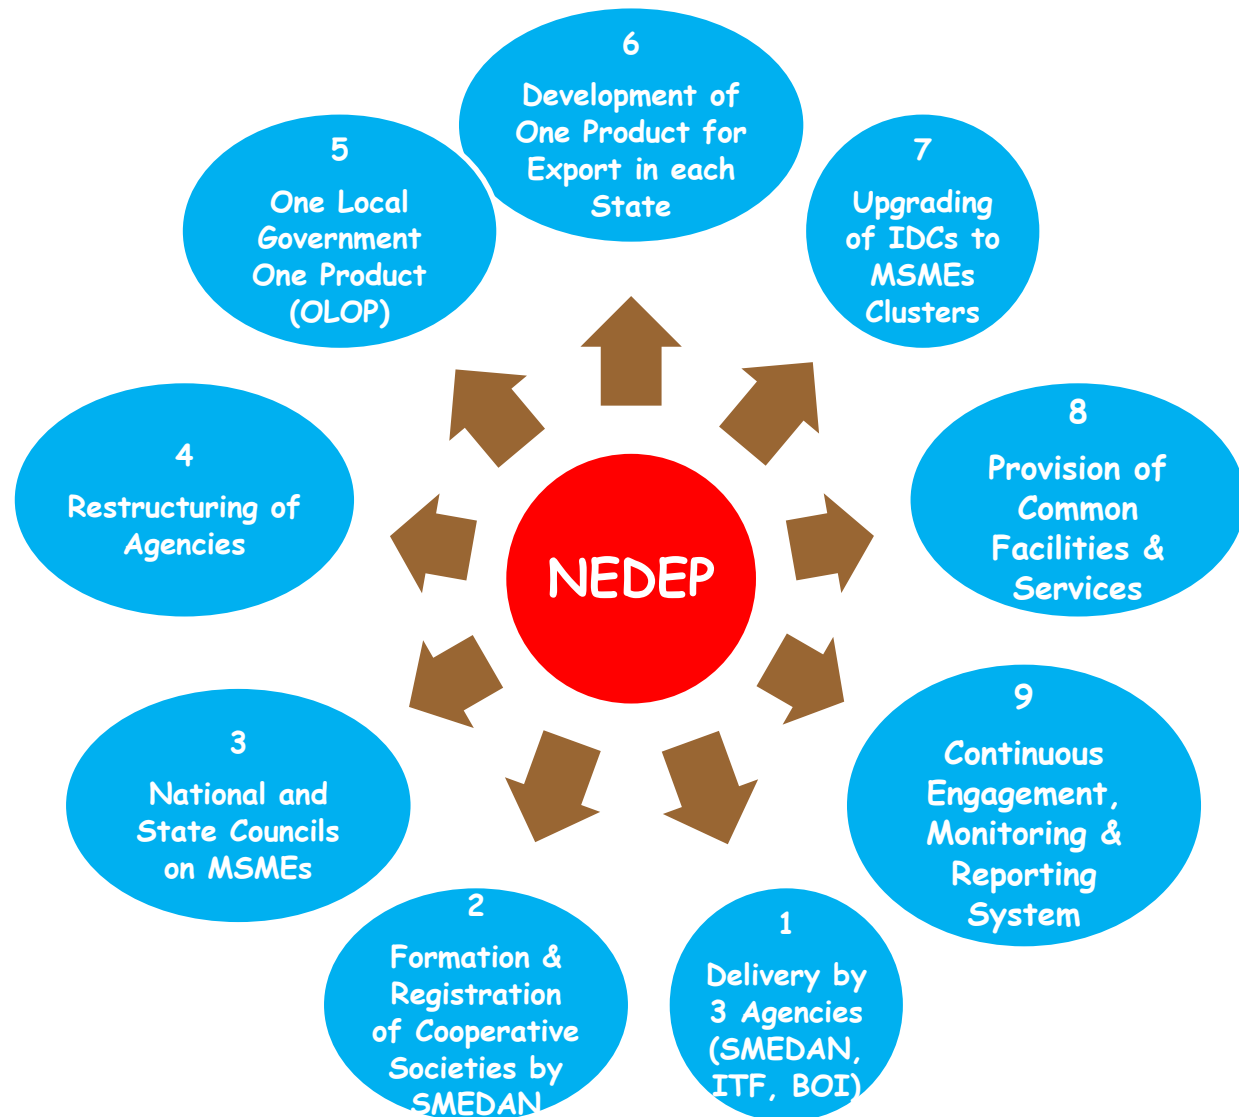 6
Development of
One Product for
Export in each
State
5
One Local
Government
One Product
(OLOP)
7
Upgrading
of IDCs to
MSMEs
Clusters
4
Restructuring of
Agencies
8
Provision of
Common
Facilities &
Services
NEDEP
3
National and
State Councils
on MSMEs
9
Continuous
Engagement,
Monitoring &
Reporting
System
2
Formation &
Registration
of Cooperative
Societies by
SMEDAN
1
Delivery by
3 Agencies
(SMEDAN,
ITF, BOI)